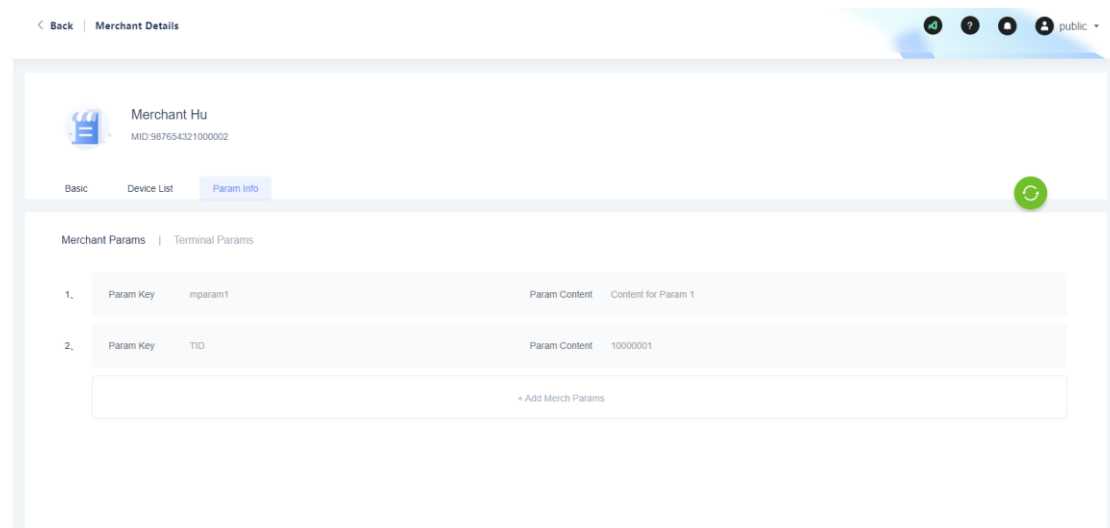 Back | Merchant Details
? public
Merchant Hu
MID:987654321000002
Basic Device List Param Info
Merchant Params | Terminal Params
1、 Param Key mparam1 Param Content Content for Param 1
2、 Param Key TID Param Content 10000001
+ Add Merch Params